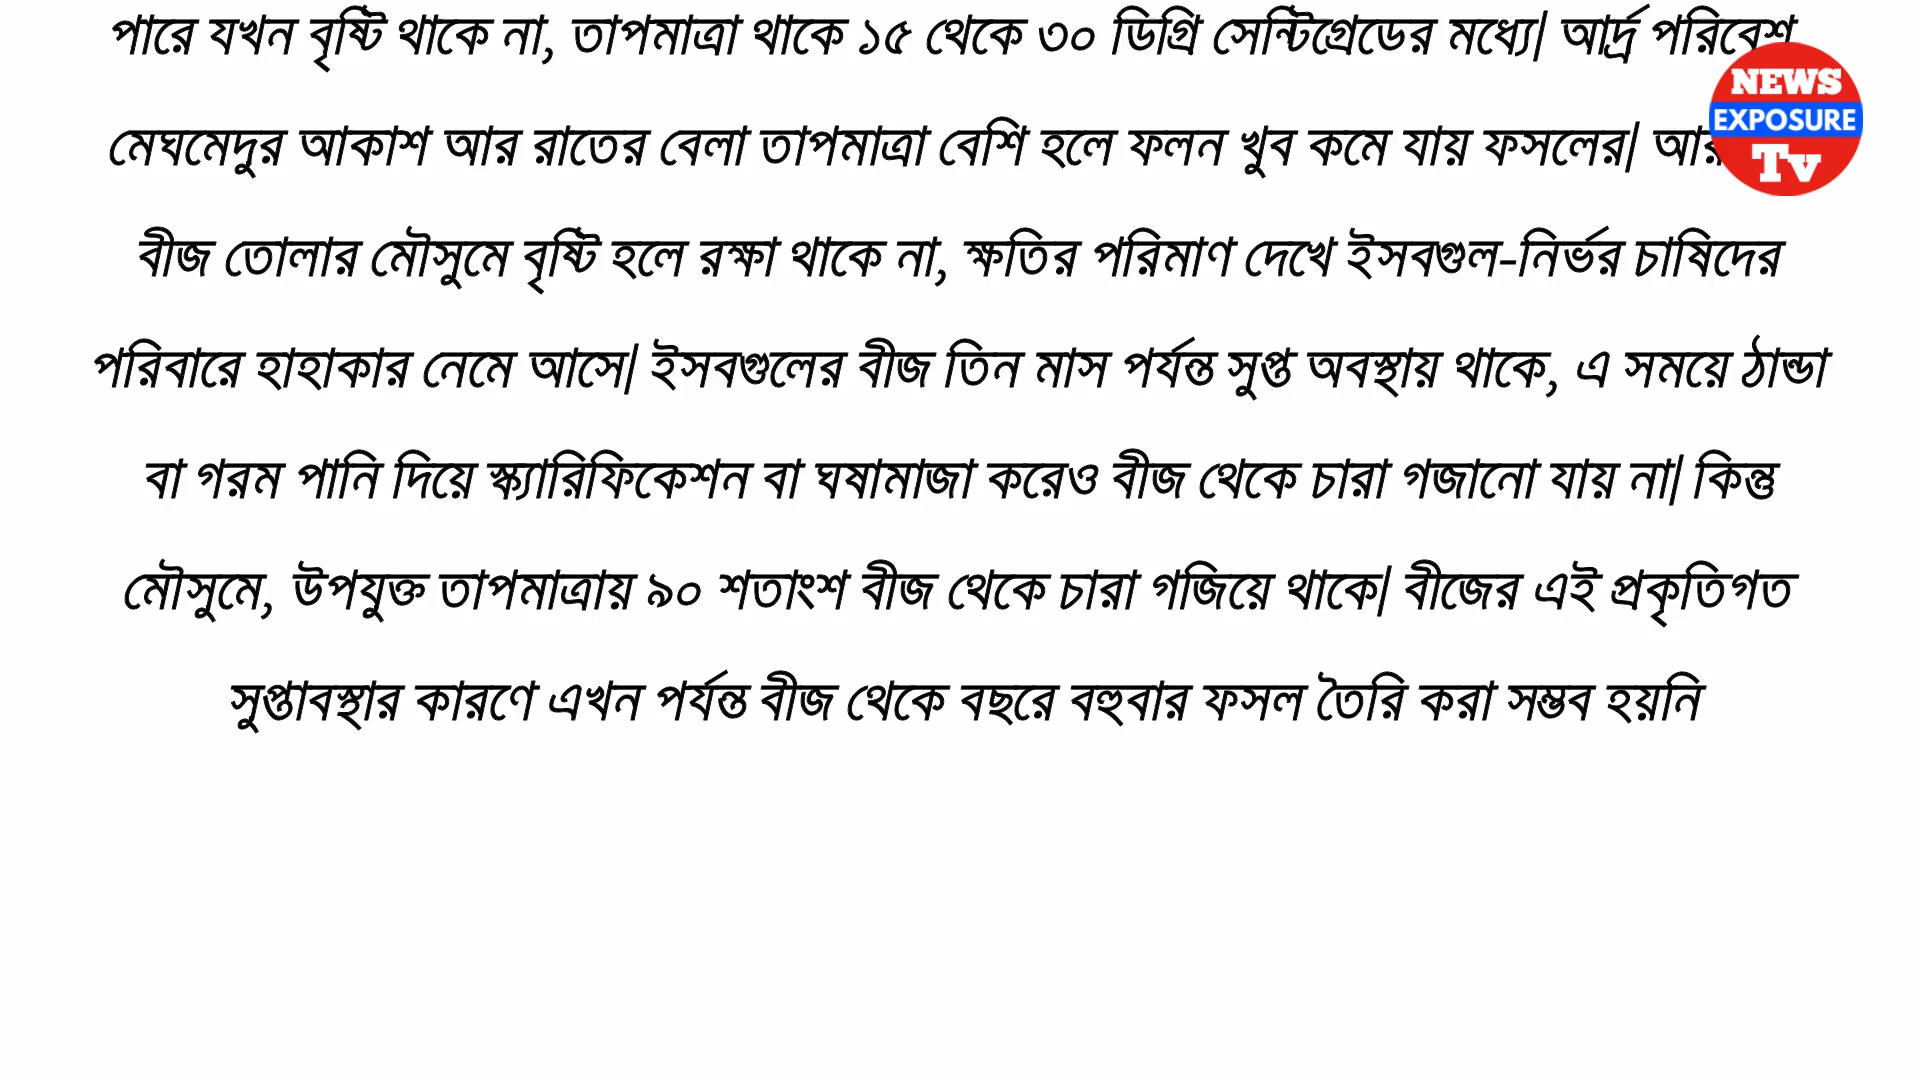 পারে যখন বৃষ্টি থাকে না, তাপমাত্রা থাকে ১৫ থেকে ৩০ ডিগ্রি সেন্টিগ্রেডের মধ্যে| আর্দ্র পরিবেশ
মেঘমেদুর আকাশ আর রাতের বেলা তাপমাত্রা বেশি হলে ফলন খুব কমে যায় ফসলের| আর
বীজ তোলার মৌসুমে বৃষ্টি হলে রক্ষা থাকে না, ক্ষতির পরিমাণ দেখে ইসবগুল-নির্ভর চাষিদের
পরিবারে হাহাকার নেমে আসে| ইসবগুলের বীজ তিন মাস পর্যন্ত সুপ্ত অবস্থায় থাকে, এ সময়ে ঠান্ডা
বা গরম পানি দিয়ে স্ক্যারিফিকেশন বা ঘষামাজা করেও বীজ থেকে চারা গজানো যায় না| কিন্তু
মৌসুমে, উপযুক্ত তাপমাত্রায় ৯০ শতাংশ বীজ থেকে চারা গজিয়ে থাকে| বীজের এই প্রকৃতিগত
সুপ্তাবস্থার কারণে এখন পর্যন্ত বীজ থেকে বছরে বহুবার ফসল তৈরি করা সম্ভব হয়নি
NEWS
EXPOSURE
Tv